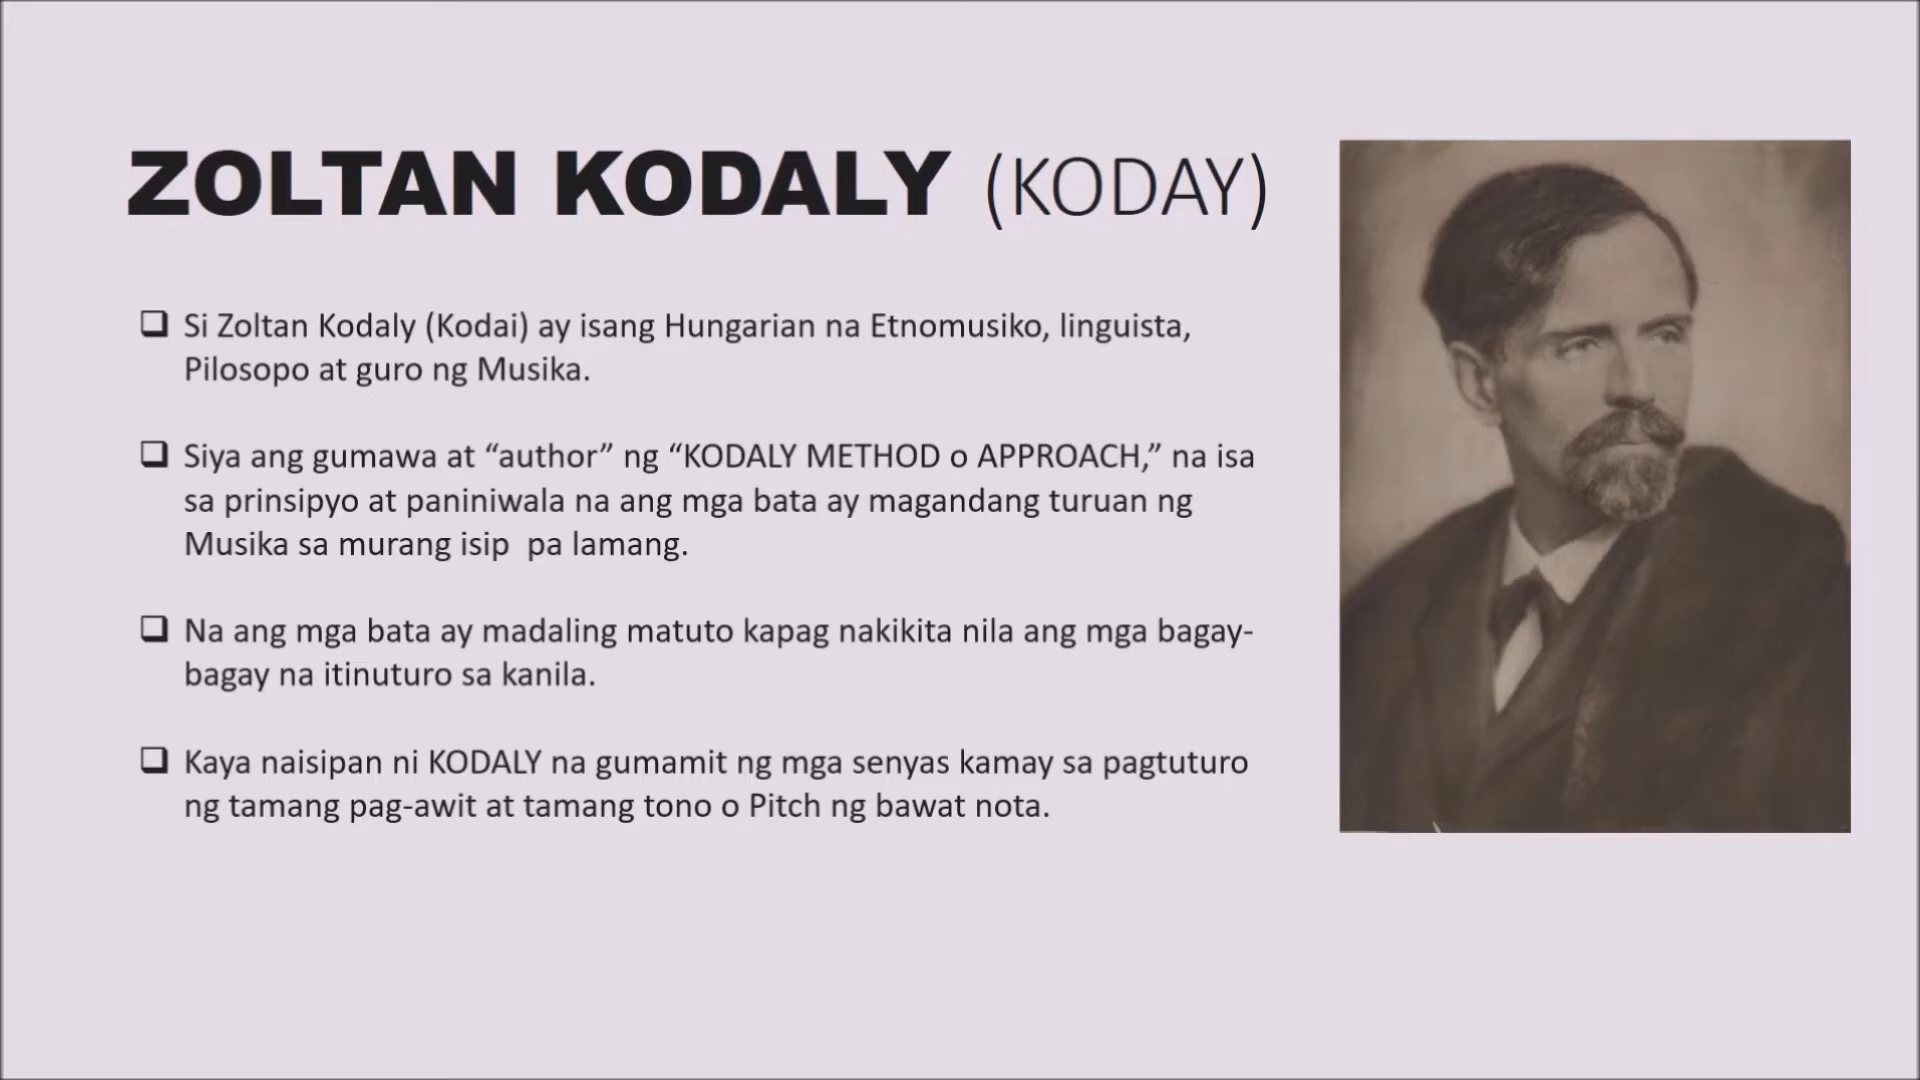 ZOLTAN KODALY (KODAY)
❑ Si Zoltan Kodaly (Kodai) ay isang Hungarian na Etnomusiko, linguista,
Pilosopo at guro ng Musika.
❑ Siya ang gumawa at “author” ng “KODALY METHOD o APPROACH,” na isa
sa prinsipyo at paniniwala na ang mga bata ay magandang turuan ng
Musika sa murang isip  pa lamang.
❑ Na ang mga bata ay madaling matuto kapag nakikita nila ang mga bagay-
bagay na itinuturo sa kanila.
❑ Kaya naisipan ni KODALY na gumamit ng mga senyas kamay sa pagtuturo
ng tamang pag-awit at tamang tono o Pitch ng bawat nota.